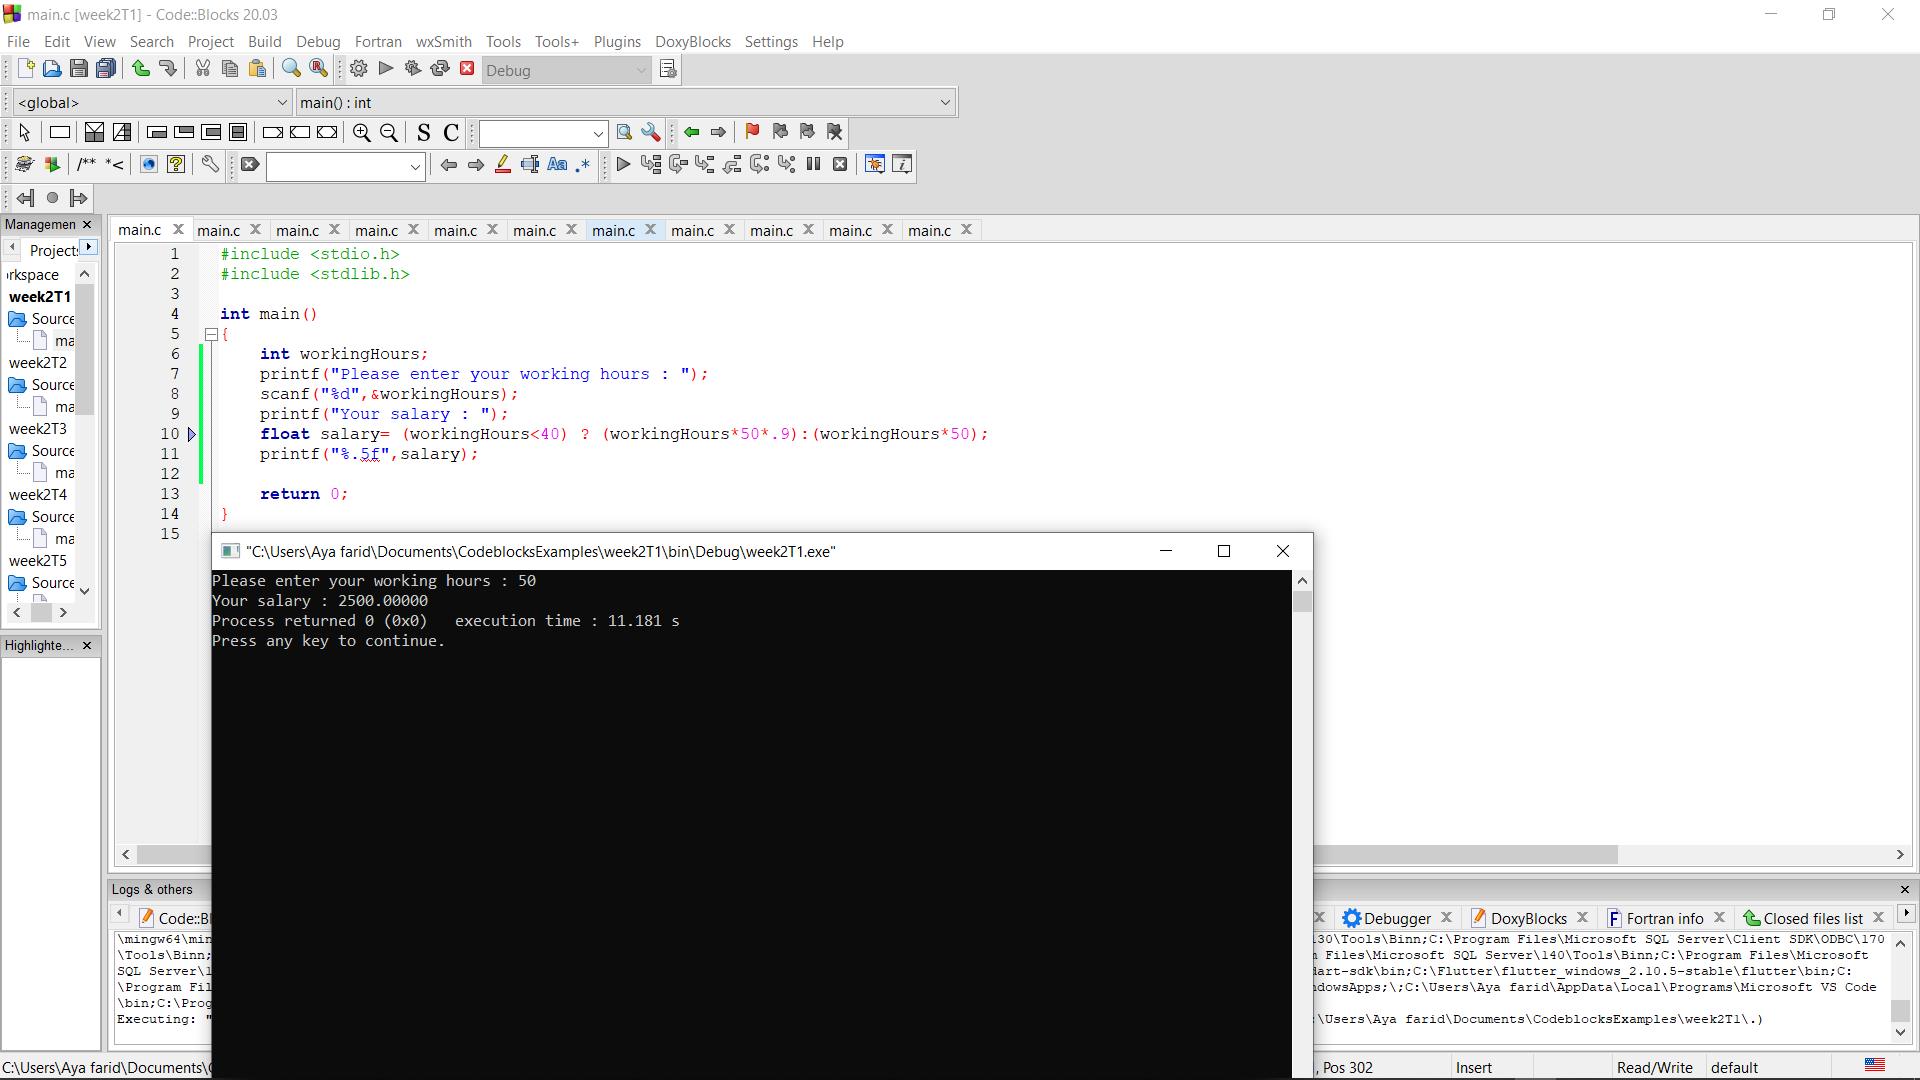 main.c [week2T1] - Code::Blocks 20.03
File Edit View Search Project Build Debug Fortran wxSmith Tools Tools+ Plugins DoxyBlocks Settings Help
Debug
<global> main() : int
S C
/** *<
Aa .*
Managemen
Projects
rkspace
week2T1
Source
ma
week2T2
Source
ma
week2T3
Source
ma
week2T4
Source
ma
week2T5
Source
Highlighte...
main.c main.c main.c main.c main.c main.c main.c main.c main.c main.c main.c
1 #include <stdio.h>
2 #include <stdlib.h>
3
4 int main()
5 {
6 int workingHours;
7 printf("Please enter your working hours : ");
8 scanf("%d",&workingHours);
9 printf("Your salary : ");
10 float salary= (workingHours<40) ? (workingHours*50*.9):(workingHours*50);
11 printf("%.5f",salary);
12
13 return 0;
14 }
15
"C:\Users\Aya farid\Documents\CodeblocksExamples\week2T1\bin\Debug\week2T1.exe"
Please enter your working hours : 50
Your salary : 2500.00000
Process returned 0 (0x0) execution time : 11.181 s
Press any key to continue.
Logs & others
Code::Bl Debugger DoxyBlocks Fortran info Closed files list
\mingw64\min 30\Tools\Binn;C:\Program Files\Microsoft SQL Server\Client SDK\ODBC\170
\Tools\Binn; Files\Microsoft SQL Server\140\Tools\Binn;C:\Program Files\Microsoft
SQL Server\1 dart-sdk\bin;C:\Flutter\flutter_windows_2.10.5-stable\flutter\bin;C:
\Program Fil dowsApps;\;C:\Users\Aya farid\AppData\Local\Programs\Microsoft VS Code
\bin;C:\Prog
Executing: " \Users\Aya farid\Documents\CodeblocksExamples\week2T1\.)
C:\Users\Aya farid\Documents\ , Pos 302 Insert Read/Write default